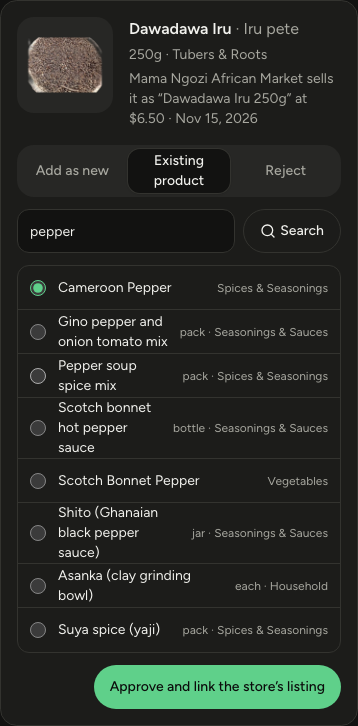 Dawadawa Iru · Iru pete
250g · Tubers & Roots
Mama Ngozi African Market sells
it as “Dawadawa Iru 250g” at
$6.50 · Nov 15, 2026
Add as new
Existing
product
Reject
pepper
Search
Cameroon Pepper
Spices & Seasonings
Gino pepper and
onion tomato mix
pack · Seasonings & Sauces
Pepper soup
spice mix
pack · Spices & Seasonings
Scotch bonnet
hot pepper
sauce
bottle · Seasonings & Sauces
Scotch Bonnet Pepper
Vegetables
Shito (Ghanaian
black pepper
sauce)
jar · Seasonings & Sauces
Asanka (clay grinding
bowl)
each · Household
Suya spice (yaji)
pack · Spices & Seasonings
Approve and link the store’s listing